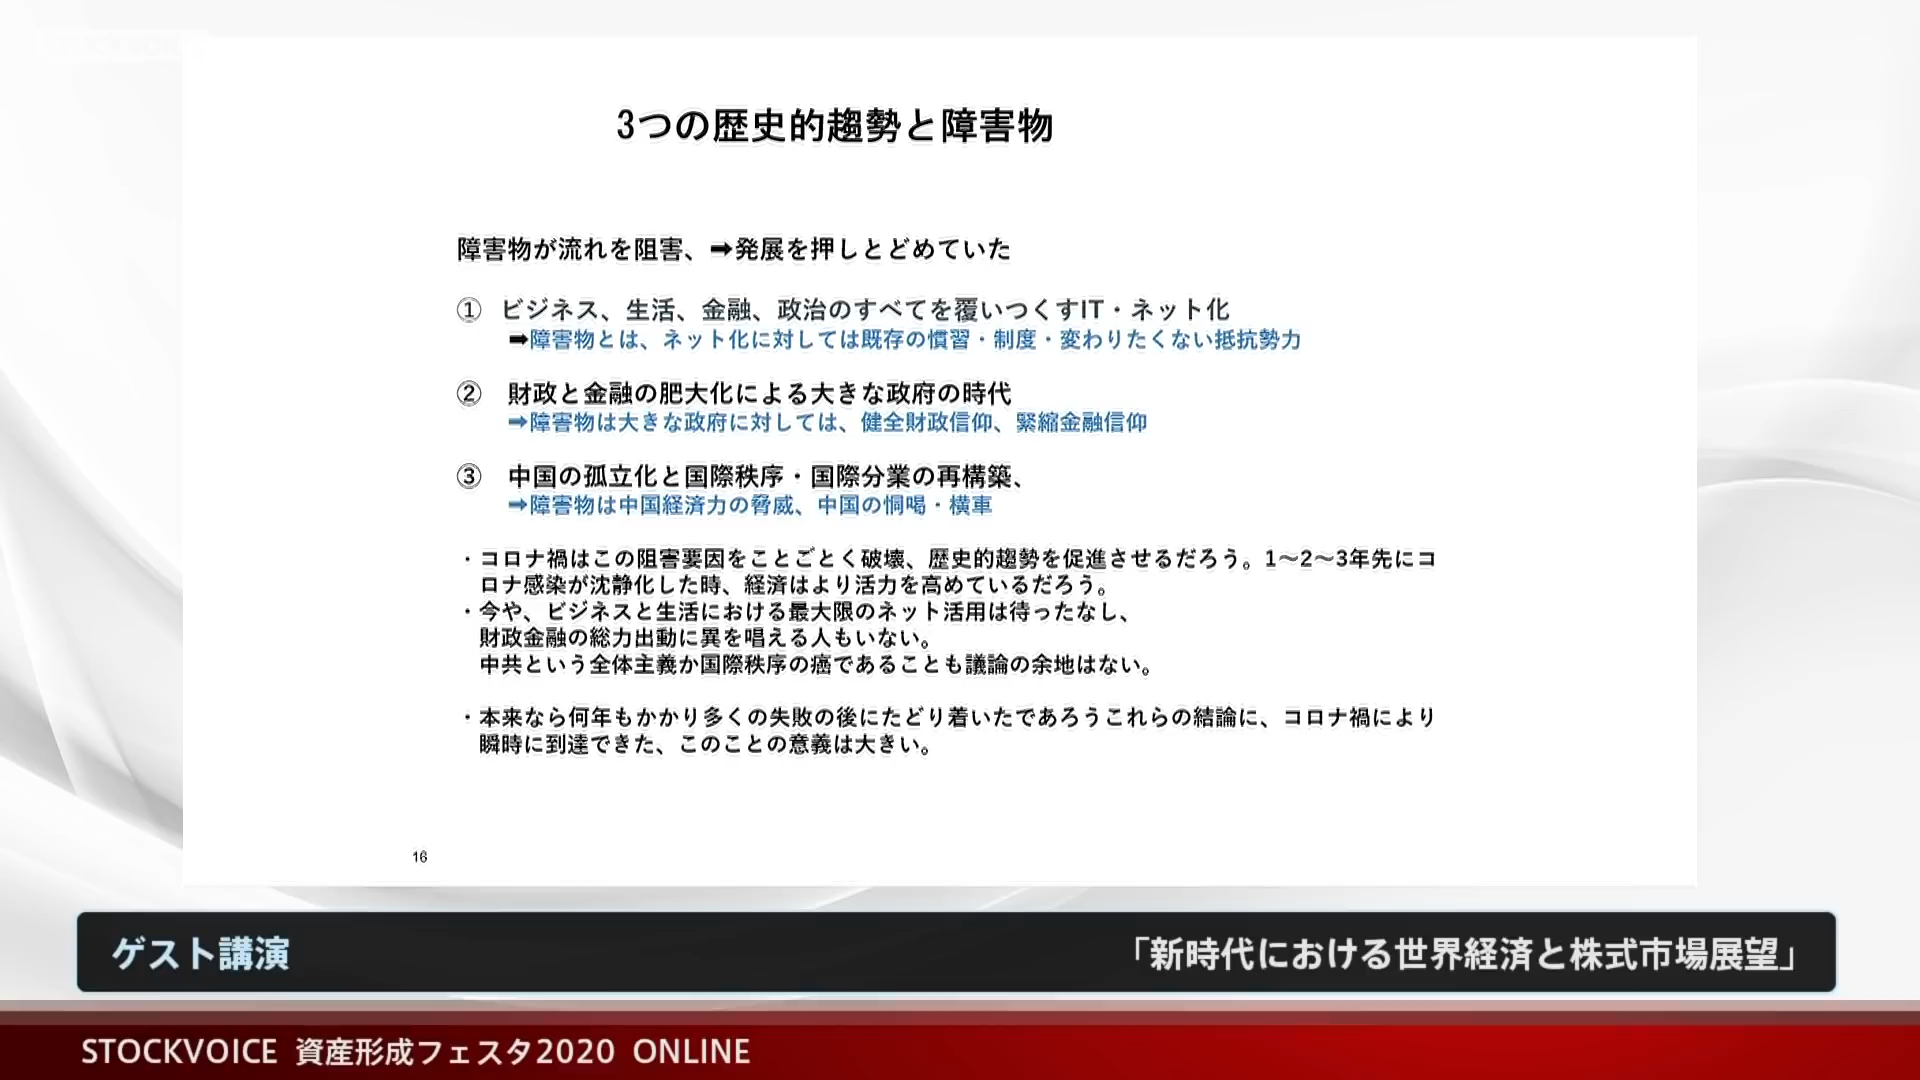 3つの歴史的趨勢と障害物
障害物が流れを阻害、➡発展を押しとどめていた
① ビジネス、生活、金融、政治のすべてを覆いつくすIT・ネット化
➡障害物とは、ネット化に対しては既存の慣習・制度・変わりたくない抵抗勢力
② 財政と金融の肥大化による大きな政府の時代
➡障害物は大きな政府に対しては、健全財政信仰、緊縮金融信仰
③ 中国の孤立化と国際秩序・国際分業の再構築、
➡障害物は中国経済力の脅威、中国の恫喝・横車
・コロナ禍はこの阻害要因をことごとく破壊、歴史的趨勢を促進させるだろう。1～2～3年先にコ
ロナ感染が沈静化した時、経済はより活力を高めているだろう。
・今や、ビジネスと生活における最大限のネット活用は待ったなし、
財政金融の総力出動に異を唱える人もいない。
中共という全体主義が国際秩序の癌であることも議論の余地はない。
・本来なら何年もかかり多くの失敗の後にたどり着いたであろうこれらの結論に、コロナ禍により
瞬時に到達できた、このことの意義は大きい。
16
ゲスト講演
「新時代における世界経済と株式市場展望」
STOCKVOICE 資産形成フェスタ2020 ONLINE